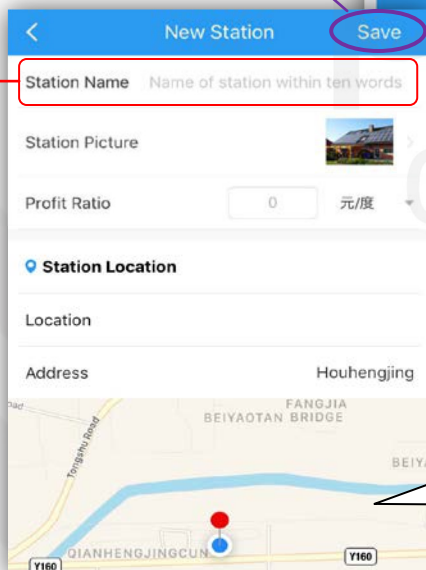 New Station
Save
Station Name Name of station within ten words
Station Picture
Profit Ratio 0 元/度
Station Location
Location
Address Houhengjing
FANGJIA
BEIYAOTAN BRIDGE
Tongshu Road
BEIYA
QIANHENGJINGCUN
Y160
Y160